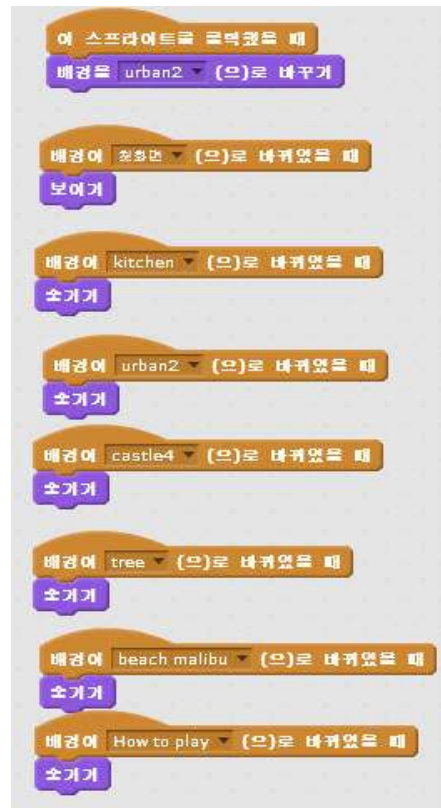 이 스프라이트를 클릭했을 때
배경을 urban2 (으)로 바꾸기
배경이 첫화면 (으)로 바뀌었을 때
보이기
배경이 kitchen (으)로 바뀌었을 때
숨기기
배경이 urban2 (으)로 바뀌었을 때
숨기기
배경이 castle4 (으)로 바뀌었을 때
숨기기
배경이 tree (으)로 바뀌었을 때
숨기기
배경이 beach malibu (으)로 바뀌었을 때
숨기기
배경이 How to play (으)로 바뀌었을 때
숨기기